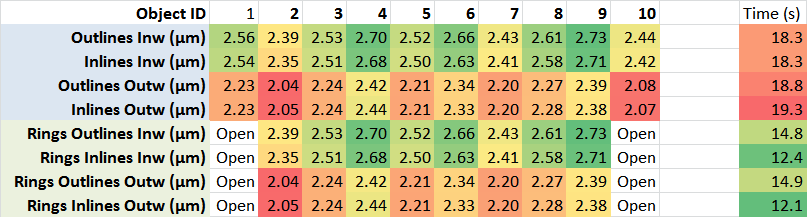 Object ID 1 2 3 4 5 6 7 8 9 10 Time (s)
Outlines Inw (μm) 2.56 2.39 2.53 2.70 2.52 2.66 2.43 2.61 2.73 2.44 18.3
Inlines Inw (μm) 2.54 2.35 2.51 2.68 2.50 2.63 2.41 2.58 2.71 2.42 18.3
Outlines Outw (μm) 2.23 2.04 2.24 2.42 2.21 2.34 2.20 2.27 2.39 2.08 18.8
Inlines Outw (μm) 2.23 2.05 2.24 2.44 2.21 2.33 2.20 2.28 2.38 2.07 19.3
Rings Outlines Inw (μm) Open 2.39 2.53 2.70 2.52 2.66 2.43 2.61 2.73 Open 14.8
Rings Inlines Inw (μm) Open 2.35 2.51 2.68 2.50 2.63 2.41 2.58 2.71 Open 12.4
Rings Outlines Outw (μm) Open 2.04 2.24 2.42 2.21 2.34 2.20 2.27 2.39 Open 14.9
Rings Inlines Outw (μm) Open 2.05 2.24 2.44 2.21 2.33 2.20 2.28 2.38 Open 12.1